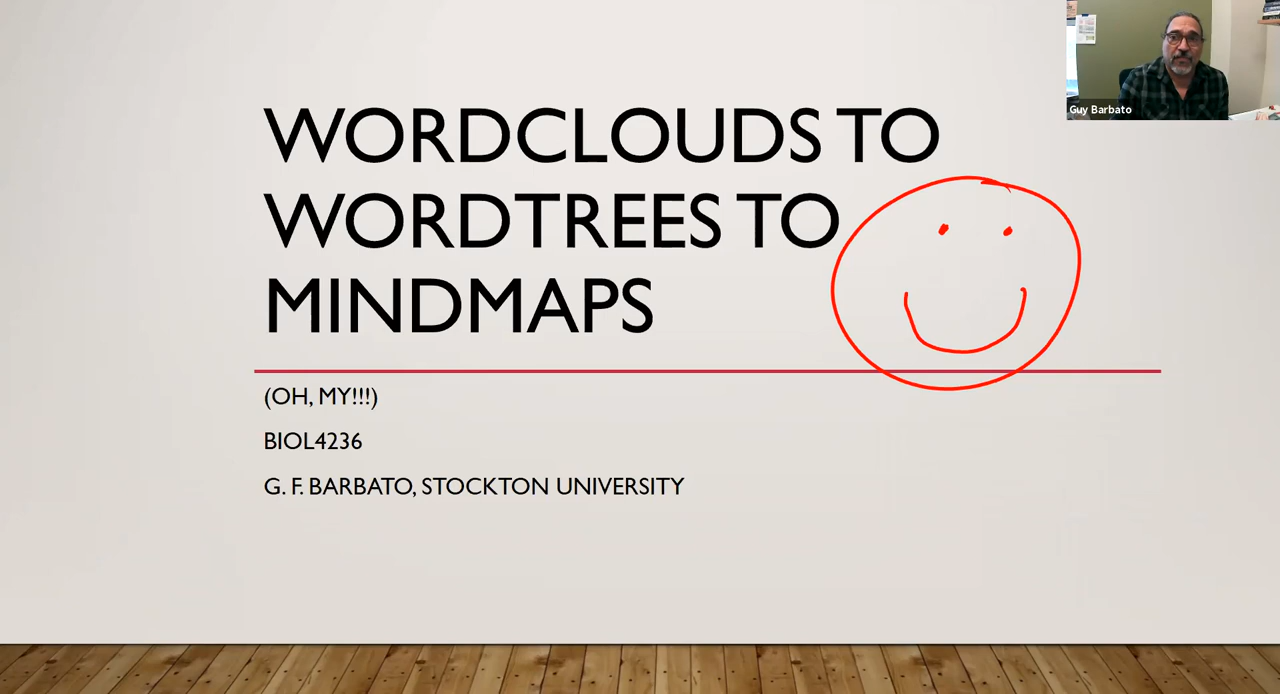 WORDCLOUDS TO
WORDTREES TO
MINDMAPS
(OH, MY!!!)
BIOL4236
G. F. BARBATO, STOCKTON UNIVERSITY
Guy Barbato